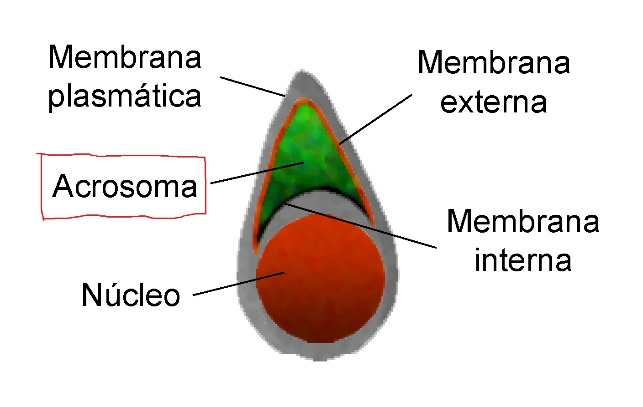 Membrana
plasmática
Membrana
externa
Acrosoma
Membrana
interna
Núcleo